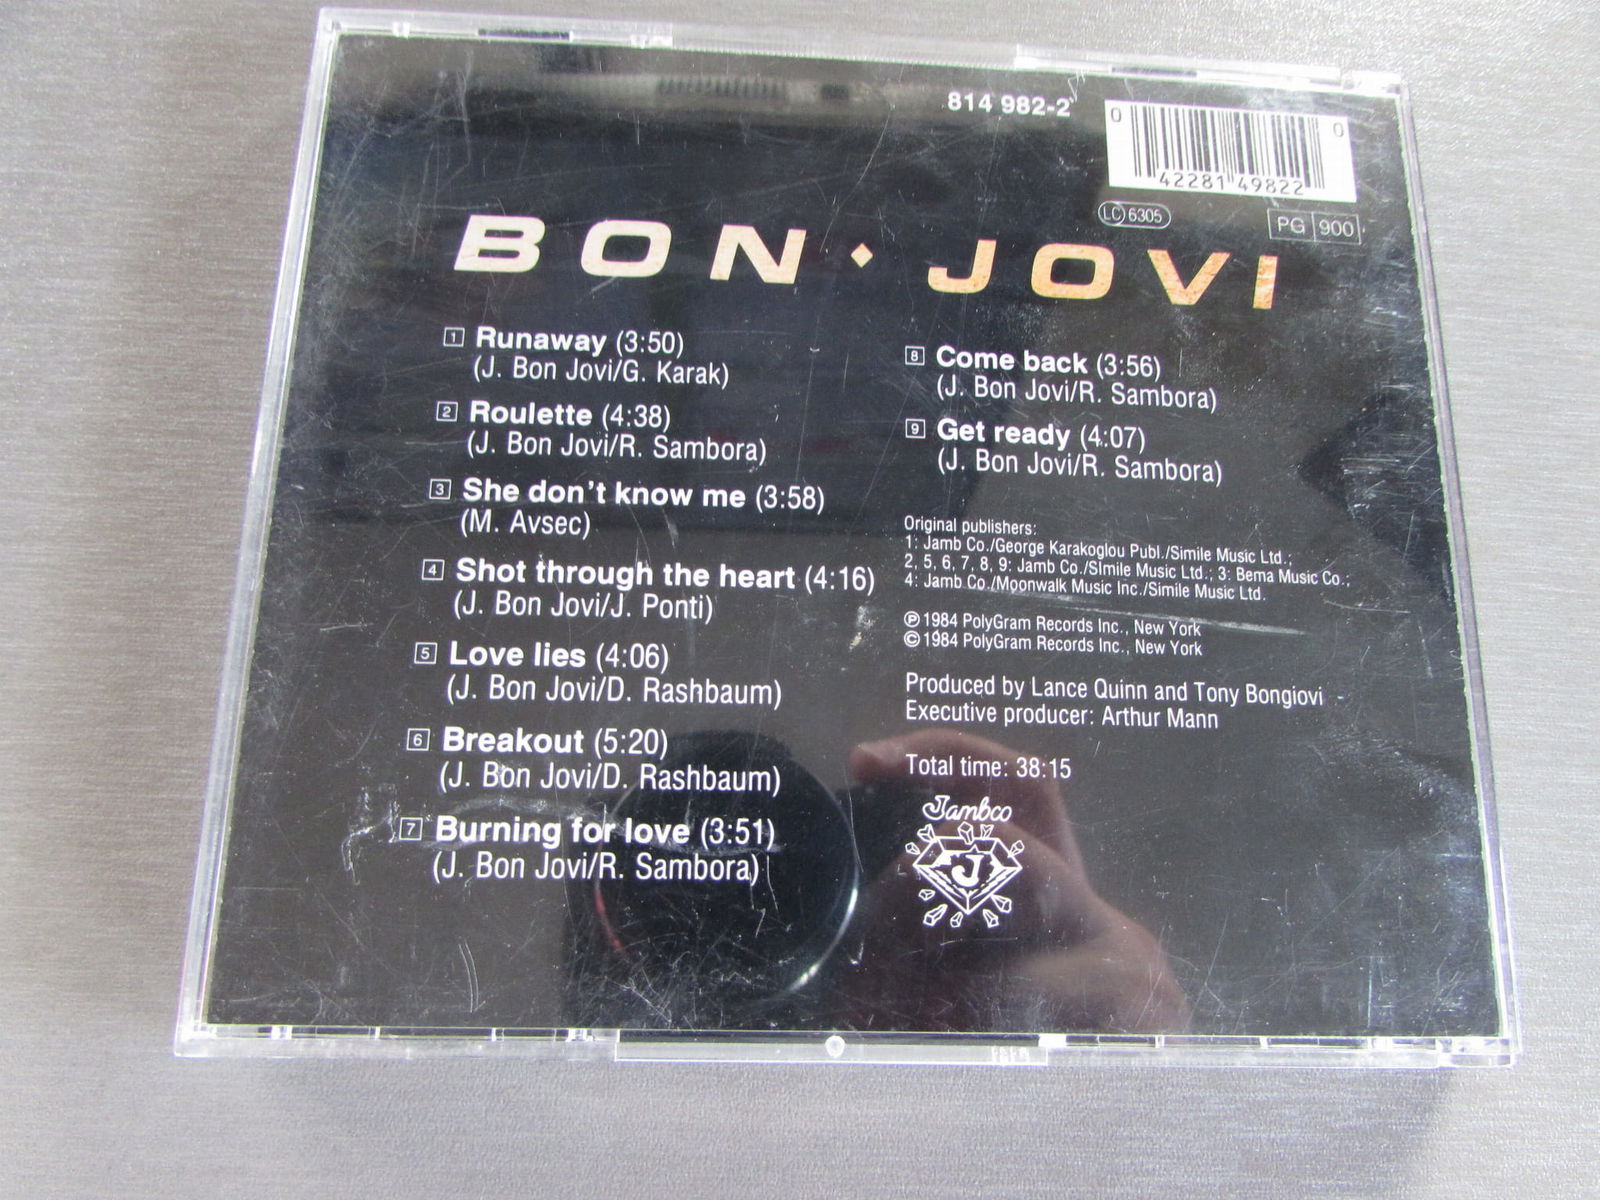 814 982-2
0 42281 49822 0
LC 6305
PG 900
BON · JOVI
1 Runaway (3:50)
(J. Bon Jovi/G. Karak)
2 Roulette (4:38)
(J. Bon Jovi/R. Sambora)
3 She don't know me (3:58)
(M. Avsec)
4 Shot through the heart (4:16)
(J. Bon Jovi/J. Ponti)
5 Love lies (4:06)
(J. Bon Jovi/D. Rashbaum)
6 Breakout (5:20)
(J. Bon Jovi/D. Rashbaum)
7 Burning for love (3:51)
(J. Bon Jovi/R. Sambora)
8 Come back (3:56)
(J. Bon Jovi/R. Sambora)
9 Get ready (4:07)
(J. Bon Jovi/R. Sambora)
Original publishers:
1: Jamb Co./George Karakoglou Publ./Simile Music Ltd.;
2, 5, 6, 7, 8, 9: Jamb Co./Simile Music Ltd.; 3: Bema Music Co.;
4: Jamb Co./Moonwalk Music Inc./Simile Music Ltd.
℗ 1984 PolyGram Records Inc., New York
© 1984 PolyGram Records Inc., New York
Produced by Lance Quinn and Tony Bongiovi
Executive producer: Arthur Mann
Total time: 38:15
Jambco
J